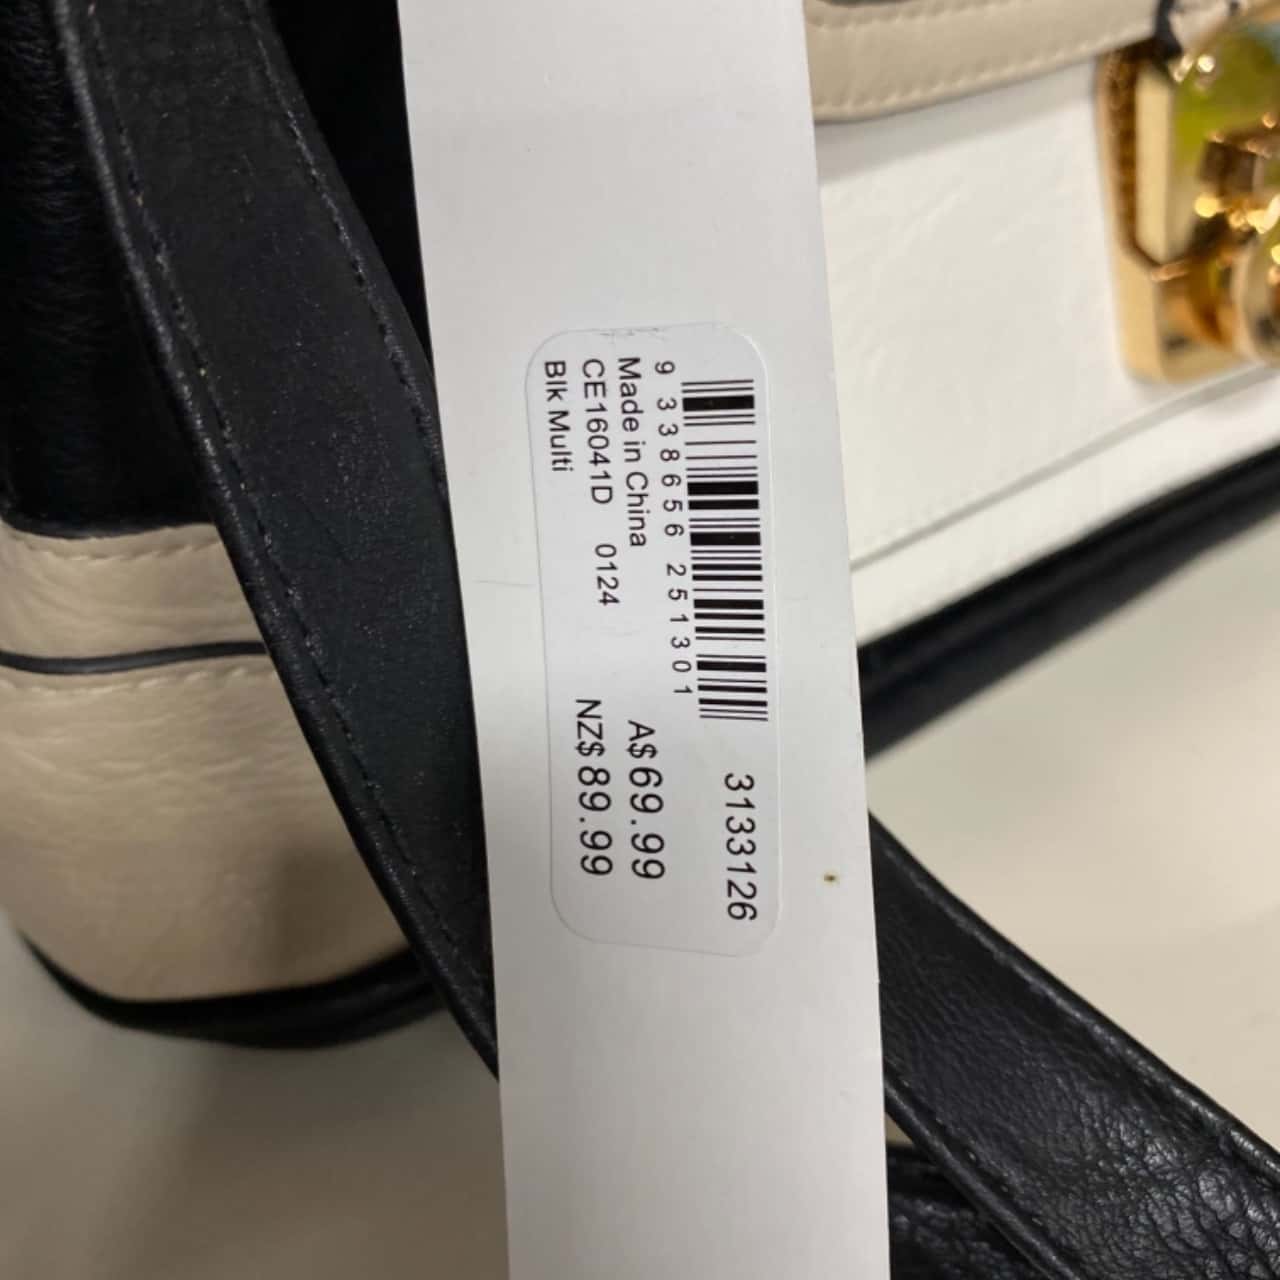 3133126
9 338656 251301
Made in China
A$69.99
CE16041D 0124
NZ$89.99
Blk Multi